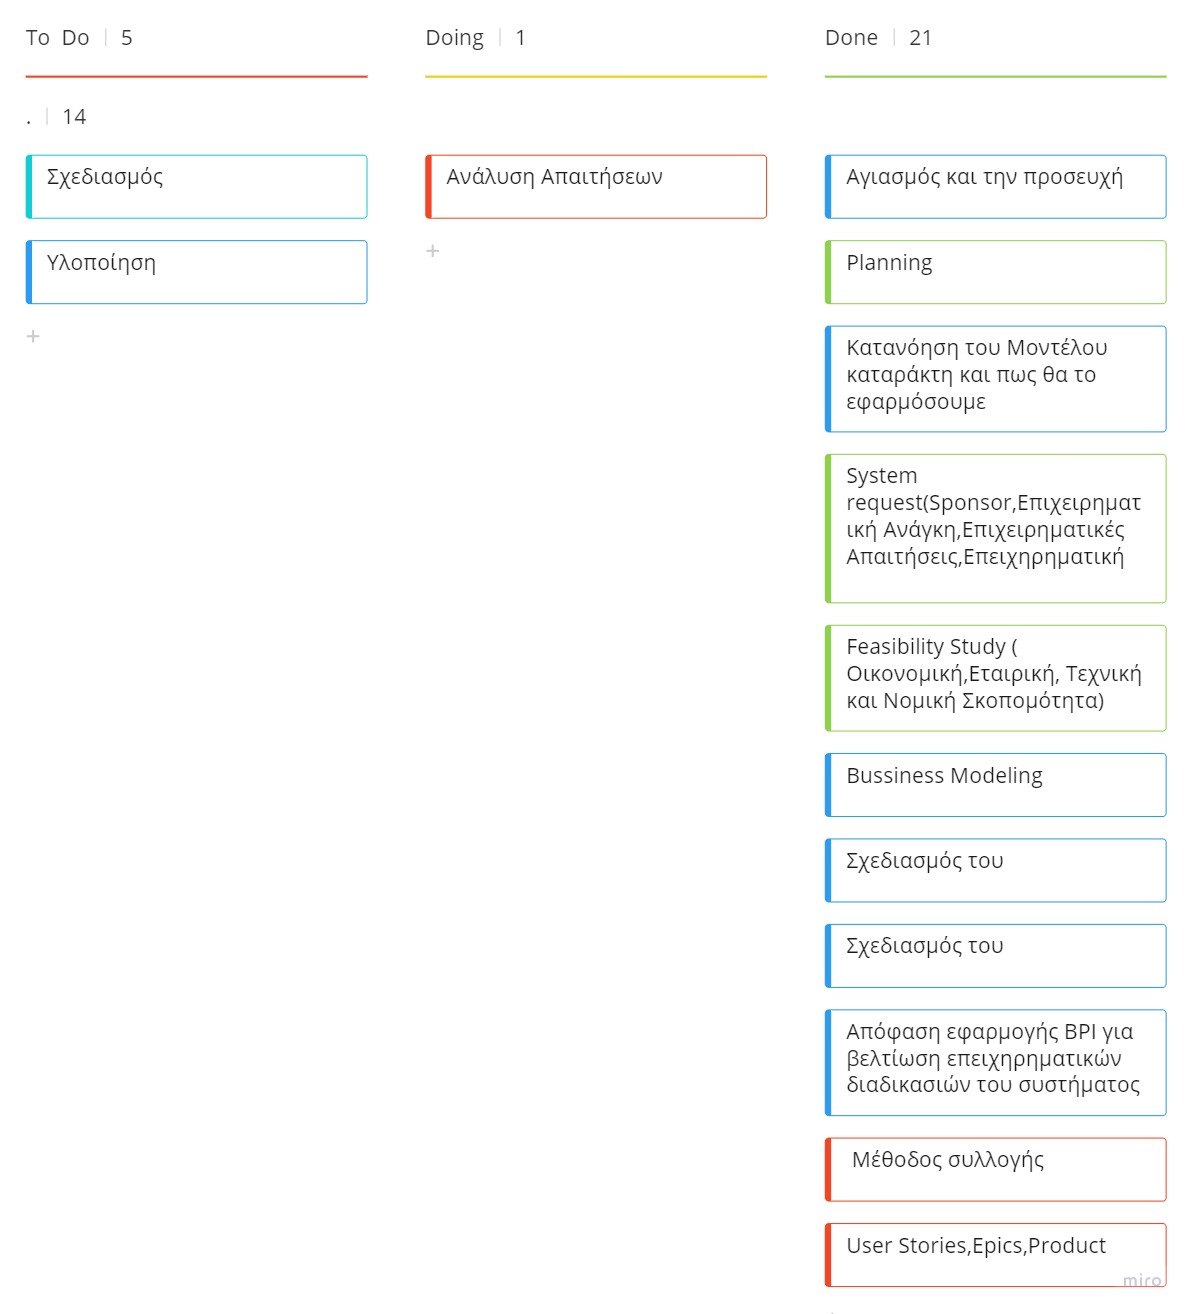 To Do | 5
Doing | 1
Done | 21
. | 14
Σχεδιασμός
Υλοποίηση
+
Ανάλυση Απαιτήσεων
+
Αγιασμός και την προσευχή
Planning
Κατανόηση του Μοντέλου
καταράκτη και πως θα το
εφαρμόσουμε
System
request(Sponsor,Επιχειρηματ
ική Ανάγκη,Επιχειρηματικές
Απαιτήσεις,Επειχηρηματική
Feasibility Study (
Οικονομική,Εταιρική, Τεχνική
και Νομική Σκοπομότητα)
Bussiness Modeling
Σχεδιασμός του
Σχεδιασμός του
Απόφαση εφαρμογής BPI για
βελτίωση επειχηρηματικών
διαδικασιών του συστήματος
Μέθοδος συλλογής
User Stories,Epics,Product
miro